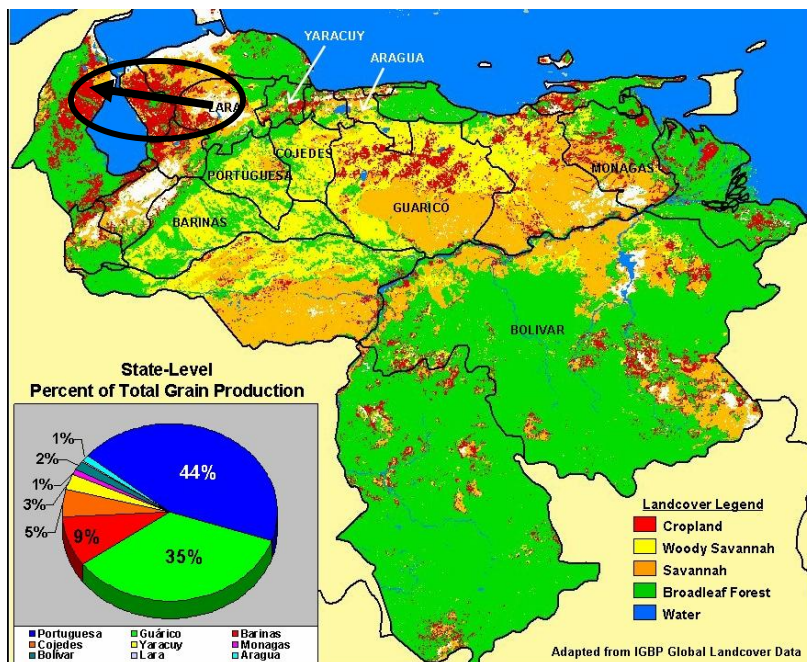 YARACUY
ARAGUA
LARA
COJEDES
PORTUGUESA
MONAGAS
GUARICO
BARINAS
BOLIVAR
State-Level
Percent of Total Grain Production
1%
2%
1%
3%
5%
9%
44%
35%
Portuguesa Guárico Barinas
Cojedes Yaracuy Monagas
Bolívar Lara Aragua
Landcover Legend
Cropland
Woody Savannah
Savannah
Broadleaf Forest
Water
Adapted from IGBP Global Landcover Data